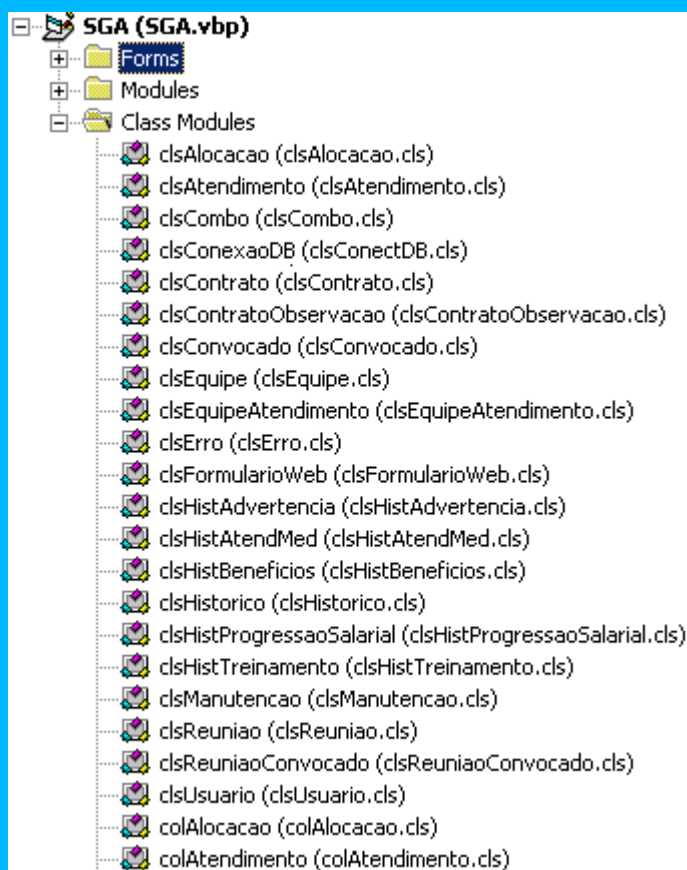 SGA (SGA.vbp)
Forms
Modules
Class Modules
clsAlocacao (clsAlocacao.cls)
clsAtendimento (clsAtendimento.cls)
clsCombo (clsCombo.cls)
clsConexaoDB (clsConectDB.cls)
clsContrato (clsContrato.cls)
clsContratoObservacao (clsContratoObservacao.cls)
clsConvocado (clsConvocado.cls)
clsEquipe (clsEquipe.cls)
clsEquipeAtendimento (clsEquipeAtendimento.cls)
clsErro (clsErro.cls)
clsFormularioWeb (clsFormularioWeb.cls)
clsHistAdvertencia (clsHistAdvertencia.cls)
clsHistAtendMed (clsHistAtendMed.cls)
clsHistBeneficios (clsHistBeneficios.cls)
clsHistorico (clsHistorico.cls)
clsHistProgressaoSalarial (clsHistProgressaoSalarial.cls)
clsHistTreinamento (clsHistTreinamento.cls)
clsManutencao (clsManutencao.cls)
clsReuniao (clsReuniao.cls)
clsReuniaoConvocado (clsReuniaoConvocado.cls)
clsUsuario (clsUsuario.cls)
colAlocacao (colAlocacao.cls)
colAtendimento (colAtendimento.cls)